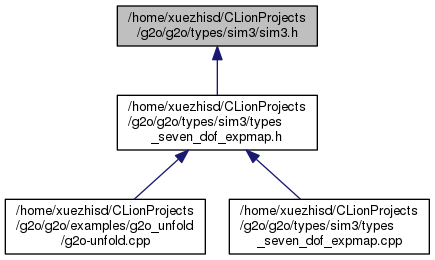 /home/xuezhisd/CLionProjects
/g2o/g2o/types/sim3/sim3.h
/home/xuezhisd/CLionProjects
/g2o/g2o/types/sim3/types
_seven_dof_expmap.h
/home/xuezhisd/CLionProjects
/g2o/g2o/examples/g2o_unfold
/g2o-unfold.cpp
/home/xuezhisd/CLionProjects
/g2o/g2o/types/sim3/types
_seven_dof_expmap.cpp